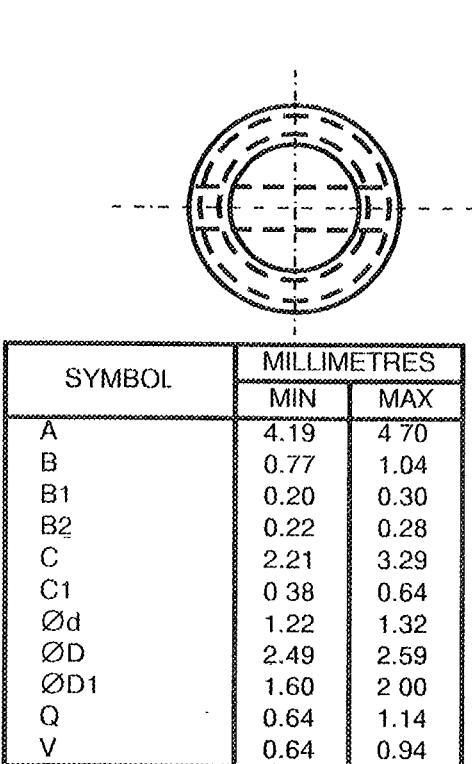 SYMBOL MILLIMETRES
MIN MAX
A 4.19 4 70
B 0.77 1.04
B1 0.20 0.30
B2 0.22 0.28
C 2.21 3.29
C1 0 38 0.64
Ød 1.22 1.32
ØD 2.49 2.59
ØD1 1.60 2 00
Q 0.64 1.14
V 0.64 0.94